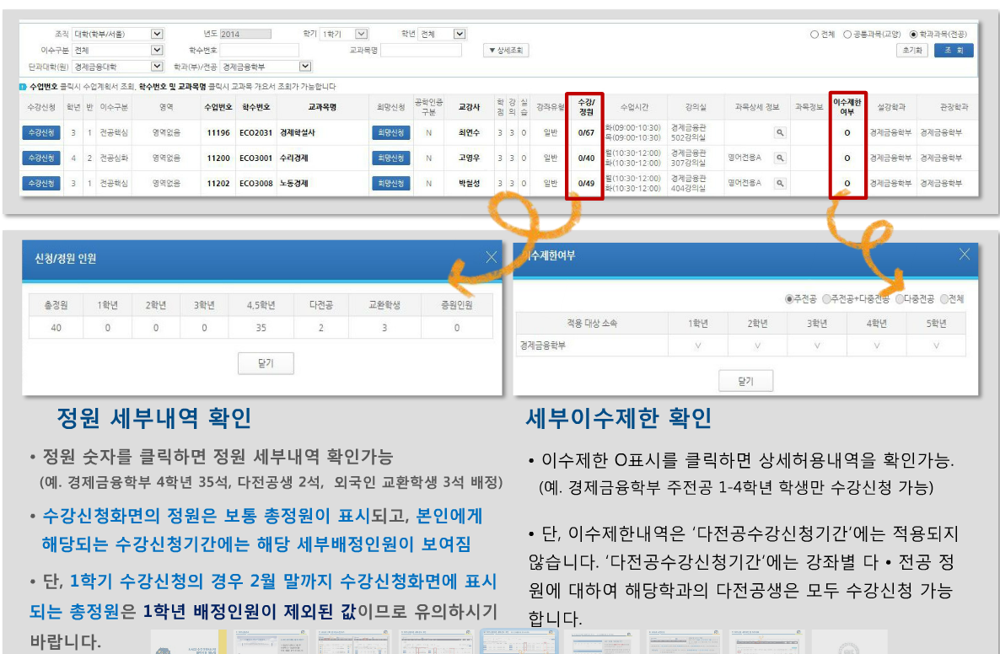 조직 대학(학부/서울) 년도 2014 학기 1학기 학년 전체 전체 공통과목(교양) 학과과목(전공)
이수구분 전체 학수번호 교과목명 ▼ 상세조회 초기화 조 회
단과대학(원) 경제금융대학 학과(부)/전공 경제금융학부
수업번호 클릭시 수업계획서 조회, 학수번호 및 교과목명 클릭시 교과목 개요서 조회가 가능합니다
수강신청 학년 반 이수구분 영역 수업번호 학수번호 교과목명 희망신청 공학인증구분 교강사 학점 강의 실습 강좌유형 수강/정원 수업시간 강의실 과목상세 정보 과목정보 이수제한여부 설강학과 관장학과
수강신청 3 1 전공핵심 영역없음 11196 ECO2031 경제학설사 희망신청 N 최연수 3 3 0 일반 0/67 화(09:00-10:30) 목(09:00-10:30) 경제금융관 502강의실 O 경제금융학부 경제금융학부
수강신청 4 2 전공심화 영역없음 11200 ECO3001 수리경제 희망신청 N 고영우 3 3 0 일반 0/40 월(10:30-12:00) 화(10:30-12:00) 경제금융관 307강의실 영어전용A O 경제금융학부 경제금융학부
수강신청 3 1 전공핵심 영역없음 11202 ECO3008 노동경제 희망신청 N 박철성 3 3 0 일반 0/49 월(10:30-12:00) 화(10:30-12:00) 경제금융관 404강의실 영어전용A O 경제금융학부 경제금융학부
신청/정원 인원
총정원 1학년 2학년 3학년 4,5학년 다전공 교환학생 증원인원
40 0 0 0 35 2 3 0
닫기
이수제한여부
주전공 주전공+다중전공 다중전공 전체
적용 대상 소속 1학년 2학년 3학년 4학년 5학년
경제금융학부 V V V V V
닫기
정원 세부내역 확인
• 정원 숫자를 클릭하면 정원 세부내역 확인가능
(예. 경제금융학부 4학년 35석, 다전공생 2석, 외국인 교환학생 3석 배정)
• 수강신청화면의 정원은 보통 총정원이 표시되고, 본인에게
해당되는 수강신청기간에는 해당 세부배정인원이 보여짐
• 단, 1학기 수강신청의 경우 2월 말까지 수강신청화면에 표시
되는 총정원은 1학년 배정인원이 제외된 값이므로 유의하시기
바랍니다.
세부이수제한 확인
• 이수제한 O표시를 클릭하면 상세허용내역을 확인가능.
(예. 경제금융학부 주전공 1-4학년 학생만 수강신청 가능)
• 단, 이수제한내역은 '다전공수강신청기간'에는 적용되지
않습니다. '다전공수강신청기간'에는 강좌별 다 • 전공 정
원에 대하여 해당학과의 다전공생은 모두 수강신청 가능
합니다.